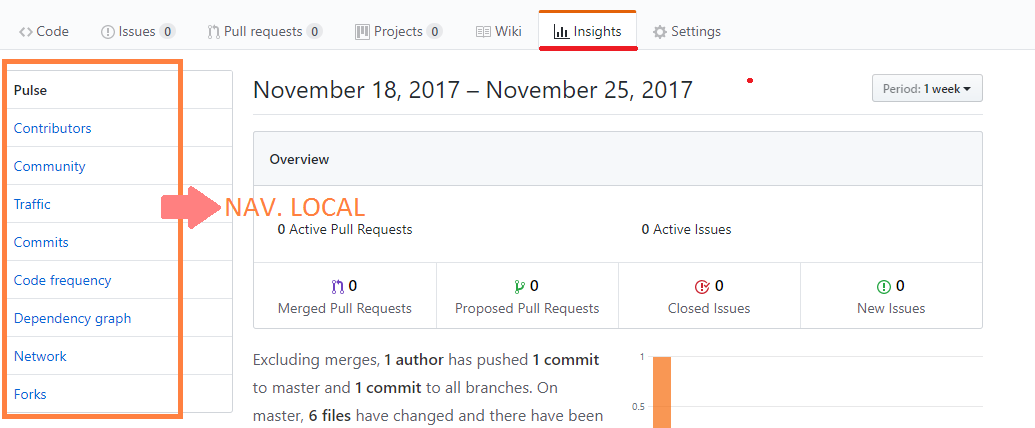 Code Issues 0 Pull requests 0 Projects 0 Wiki Insights Settings
Pulse
Contributors
Community
Traffic
Commits
Code frequency
Dependency graph
Network
Forks
NAV. LOCAL
November 18, 2017 – November 25, 2017
Period: 1 week
Overview
0 Active Pull Requests
0 Active Issues
0
Merged Pull Requests
0
Proposed Pull Requests
0
Closed Issues
0
New Issues
Excluding merges, 1 author has pushed 1 commit
to master and 1 commit to all branches. On
master, 6 files have changed and there have been
1
0.5